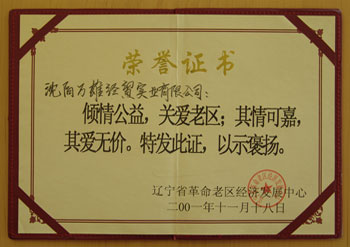 荣誉证书
沈阳万雄经贸实业有限公司：
倾情公益，关爱老区；其情可嘉，
其爱无价。特发此证，以示褒扬。
辽宁省革命老区经济发展中心
二00一年十一月十八日